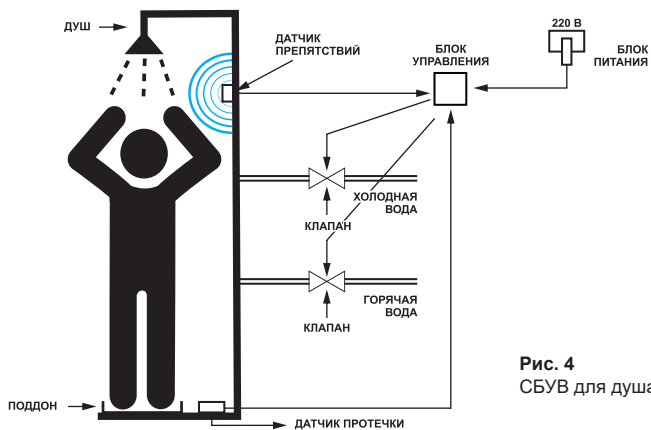 ДУШ
ДАТЧИК
ПРЕПЯТСТВИЙ
БЛОК
УПРАВЛЕНИЯ
220 В
БЛОК
ПИТАНИЯ
ХОЛОДНАЯ
ВОДА
КЛАПАН
ГОРЯЧАЯ
ВОДА
КЛАПАН
Рис. 4
СБУВ для душа
ПОДДОН
ДАТЧИК ПРОТЕЧКИ